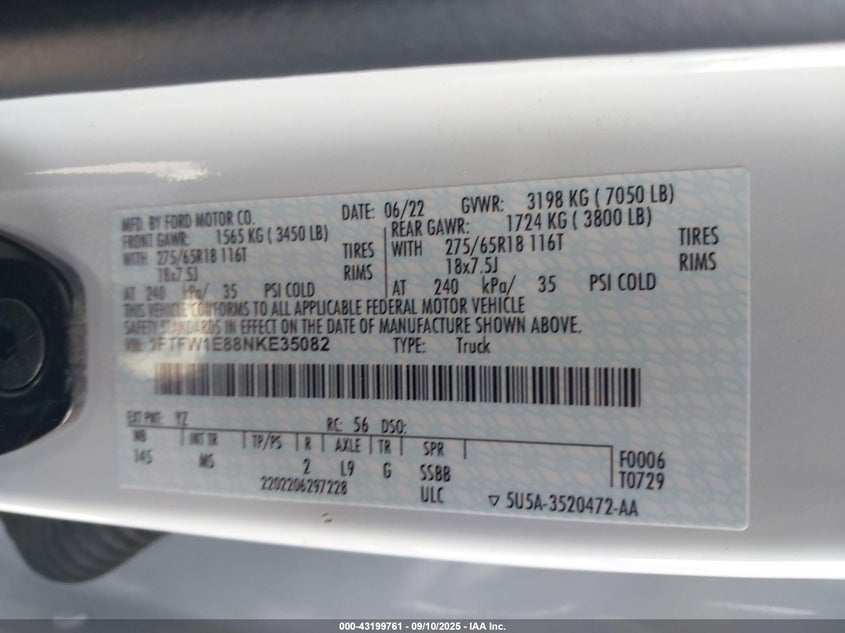 MFD. BY FORD MOTOR CO. DATE: 06/22 GVWR: 3198 KG ( 7050 LB)
FRONT GAWR: 1565 KG ( 3450 LB) REAR GAWR: 1724 KG ( 3800 LB)
WITH 275/65R18 116T TIRES WITH 275/65R18 116T TIRES
18x7.5J RIMS 18x7.5J RIMS
AT 240 kPa/ 35 PSI COLD AT 240 kPa/ 35 PSI COLD
THIS VEHICLE CONFORMS TO ALL APPLICABLE FEDERAL MOTOR VEHICLE
SAFETY STANDARDS IN EFFECT ON THE DATE OF MANUFACTURE SHOWN ABOVE.
VIN: 1FTFW1E88NKE35082 TYPE: Truck
EXT PNT: YZ RC: 56 DSO:
WB INT TR TP/PS R AXLE TR SPR
145 MS 2 L9 G SSBB F0006
2202206297228 ULC T0729
▽ 5U5A-3520472-AA
000-43199761 - 09/10/2025 - IAA Inc.